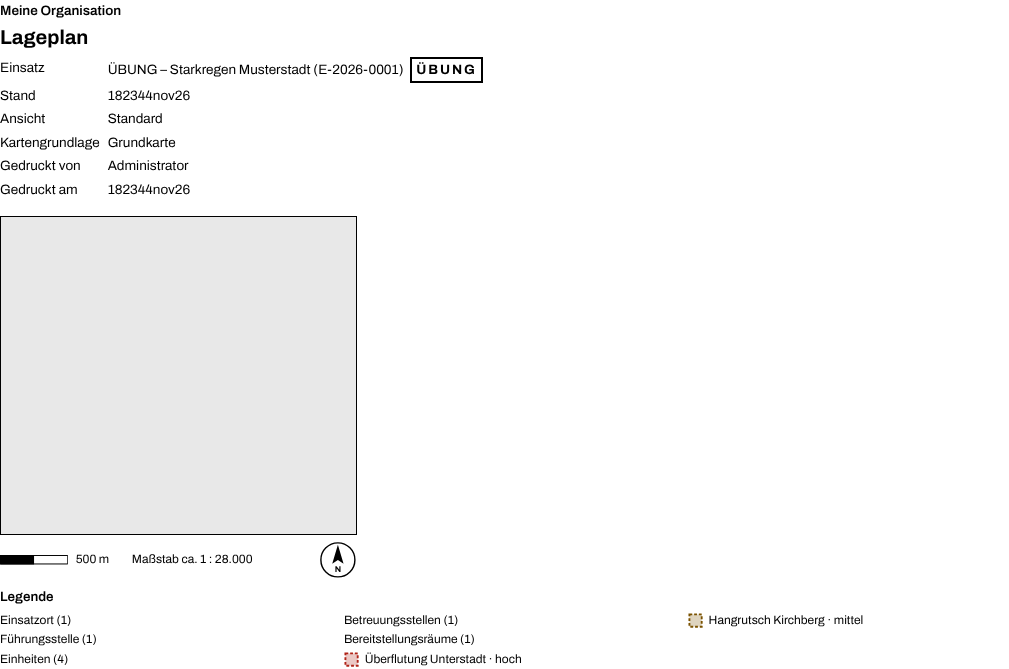 Meine Organisation
Lageplan
Einsatz ÜBUNG – Starkregen Musterstadt (E-2026-0001) ÜBUNG
Stand 182344nov26
Ansicht Standard
Kartengrundlage Grundkarte
Gedruckt von Administrator
Gedruckt am 182344nov26
500 m Maßstab ca. 1 : 28.000 N
Legende
Einsatzort (1)
Führungsstelle (1)
Einheiten (4)
Betreuungsstellen (1)
Bereitstellungsräume (1)
Überflutung Unterstadt · hoch
Hangrutsch Kirchberg · mittel